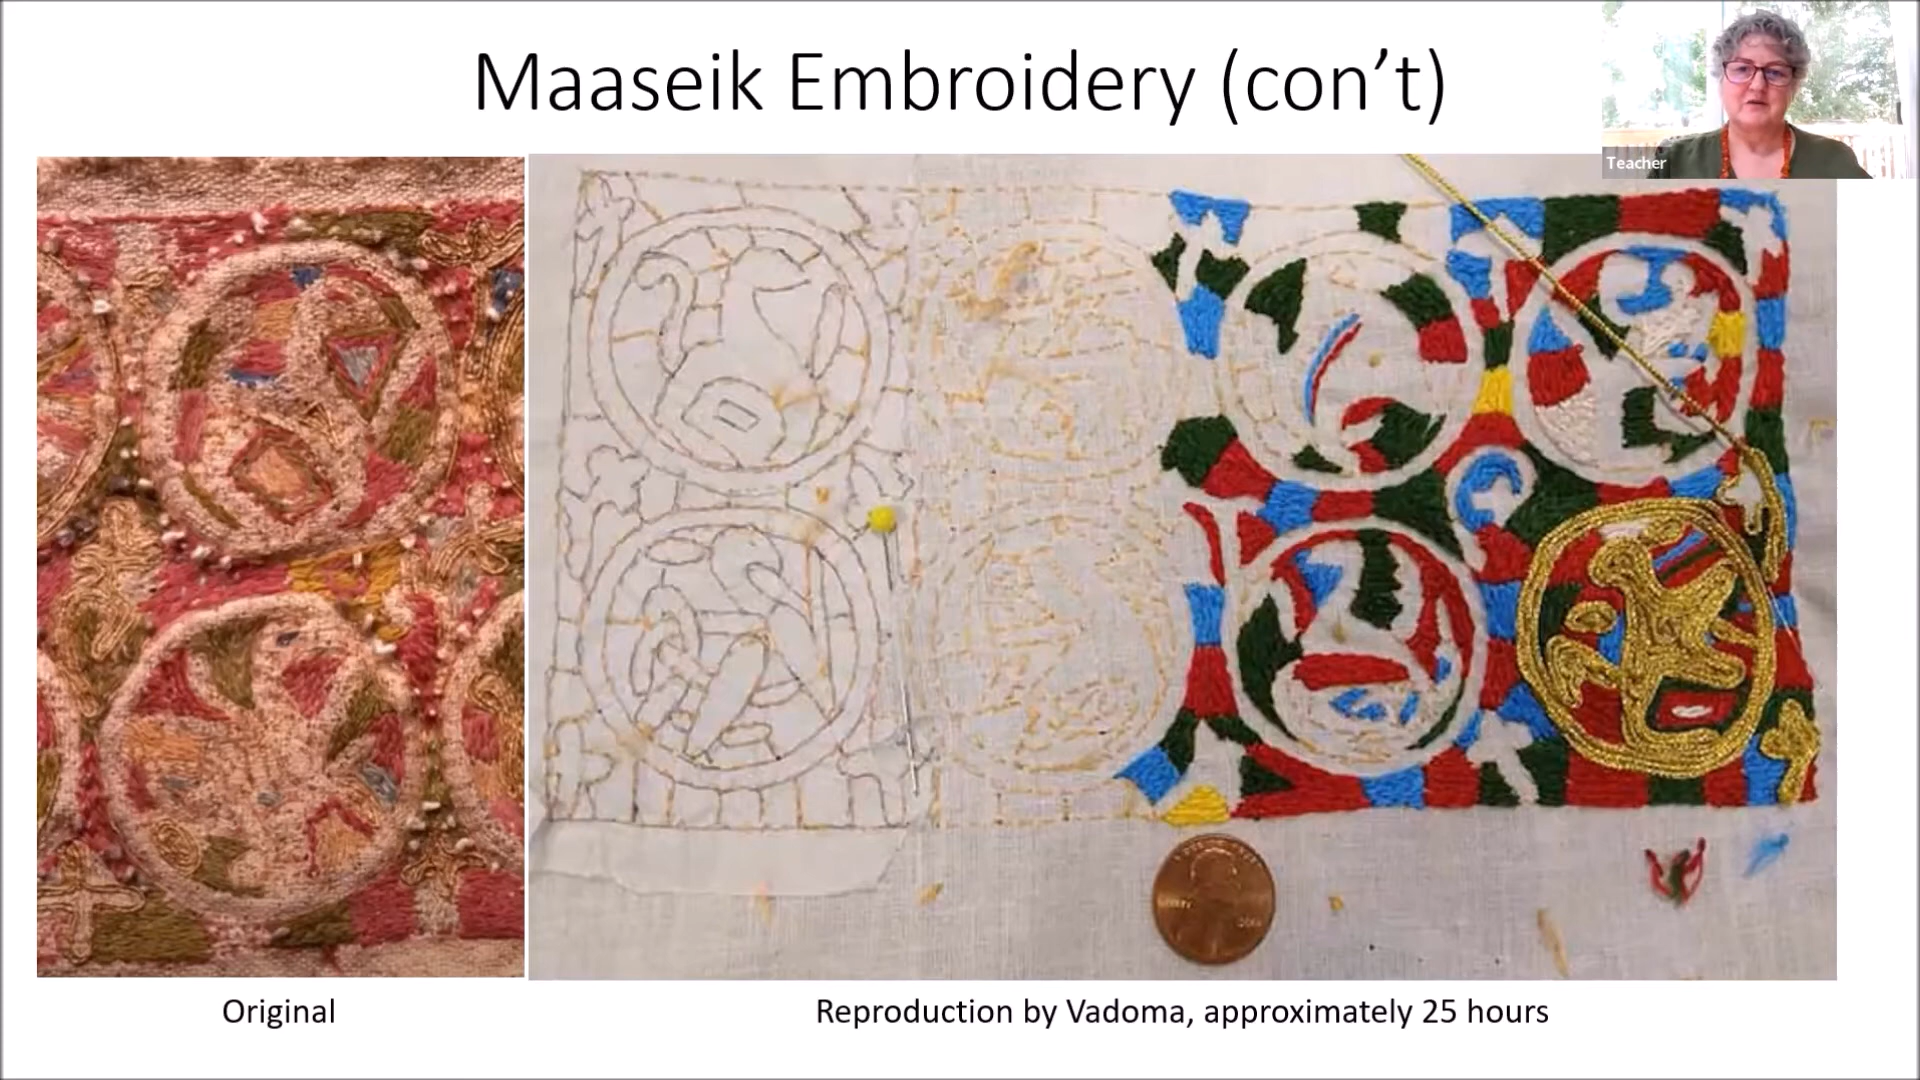 Maaseik Embroidery (con’t)
Teacher
Original
Reproduction by Vadoma, approximately 25 hours